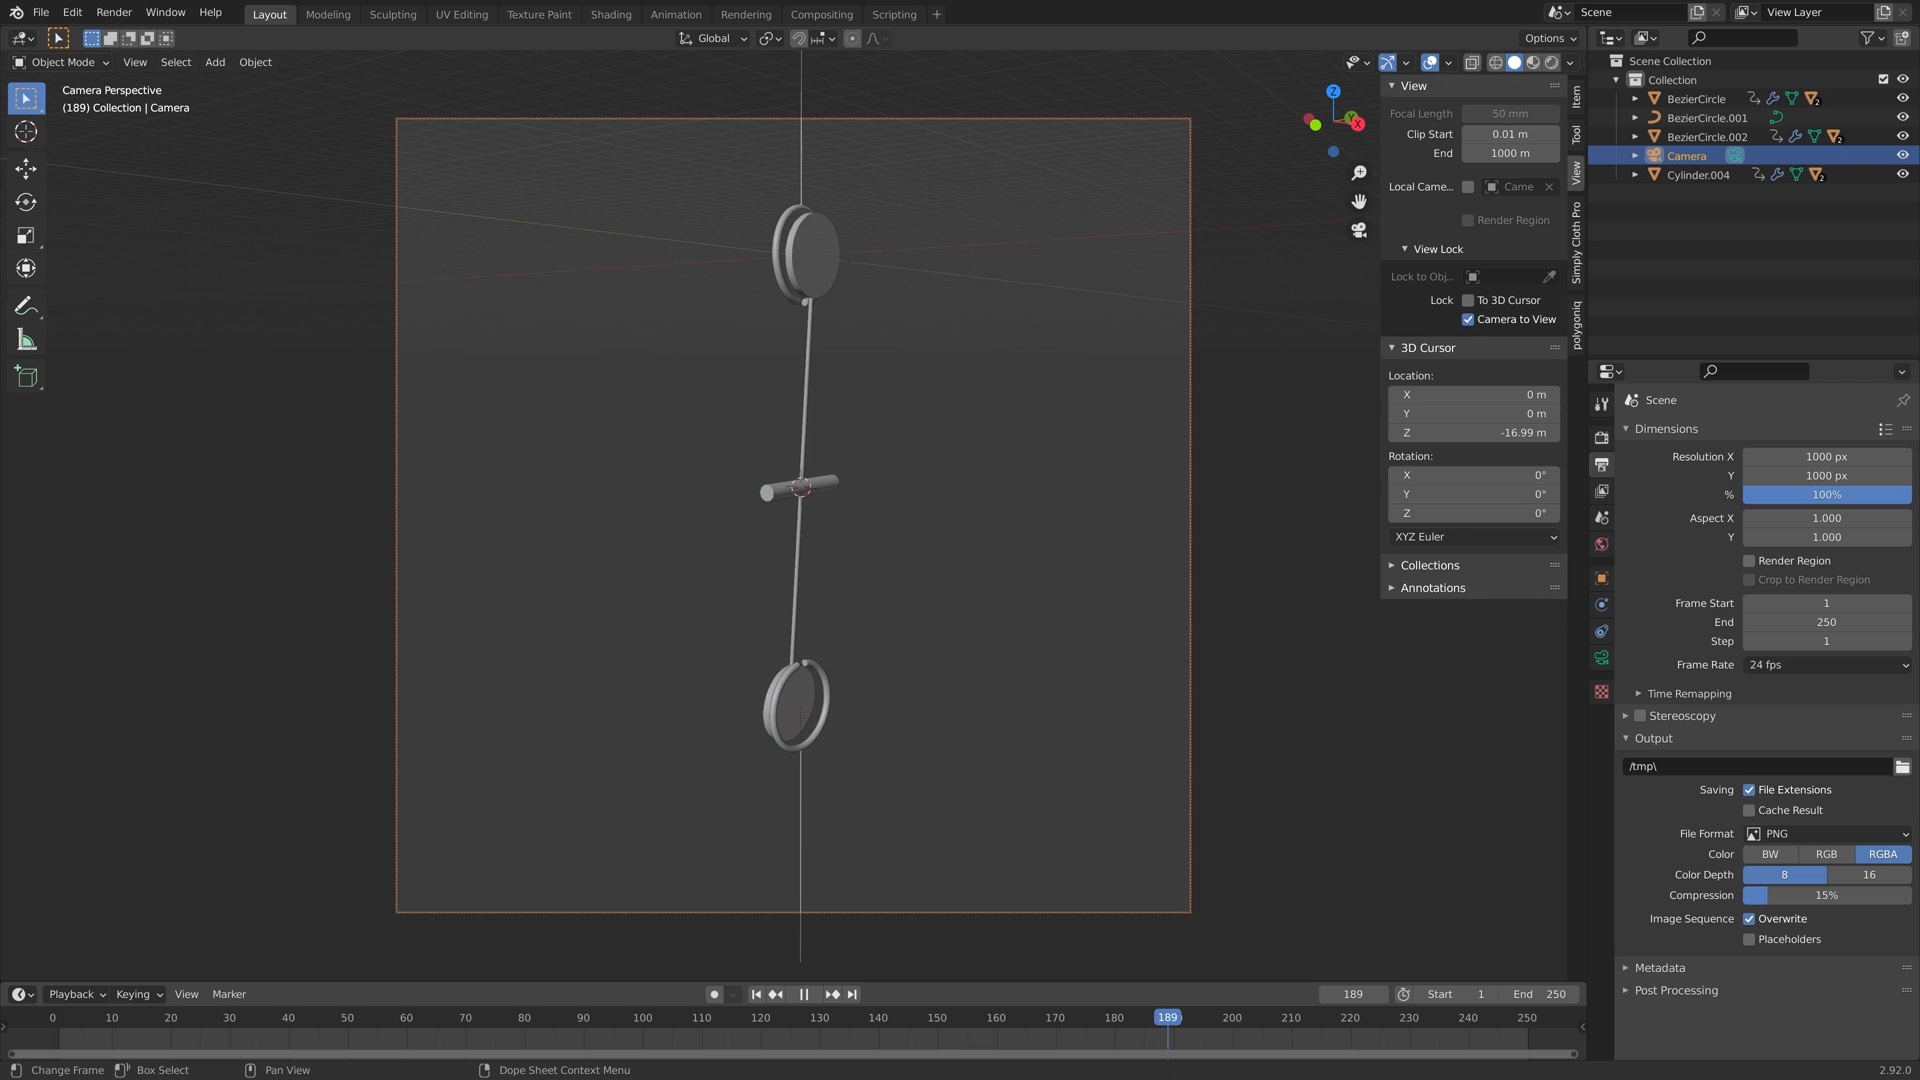 File Edit Render Window Help Layout Modeling Sculpting UV Editing Texture Paint Shading Animation Rendering Compositing Scripting + Scene View Layer
Global Options
Object Mode View Select Add Object
Camera Perspective
(189) Collection | Camera
Z
Y
X
View
Focal Length 50 mm
Clip Start 0.01 m
End 1000 m
Local Came... Came
Render Region
View Lock
Lock to Obj...
Lock To 3D Cursor
Camera to View
3D Cursor
Location:
X 0 m
Y 0 m
Z -16.99 m
Rotation:
X 0°
Y 0°
Z 0°
XYZ Euler
Collections
Annotations
Item
Tool
View
Simply Cloth Pro
polygoniq
Scene Collection
Collection
BezierCircle 2
BezierCircle.001
BezierCircle.002 2
Camera
Cylinder.004 2
Scene
Dimensions
Resolution X 1000 px
Y 1000 px
% 100%
Aspect X 1.000
Y 1.000
Render Region
Crop to Render Region
Frame Start 1
End 250
Step 1
Frame Rate 24 fps
Time Remapping
Stereoscopy
Output
/tmp\
Saving File Extensions
Cache Result
File Format PNG
Color BW RGB RGBA
Color Depth 8 16
Compression 15%
Image Sequence Overwrite
Placeholders
Metadata
Post Processing
Playback Keying View Marker 189 Start 1 End 250
0 10 20 30 40 50 60 70 80 90 100 110 120 130 140 150 160 170 180 189 200 210 220 230 240 250
Change Frame Box Select Pan View Dope Sheet Context Menu 2.92.0